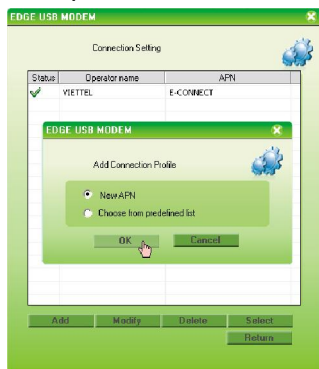 EDGE USB MODEM
Connection Setting
Status Operator name APN
VIETTEL E-CONNECT
EDGE USB MODEM
Add Connection Profile
New APN
Choose from predefined list
OK Cancel
Add Modify Delete Select
Return